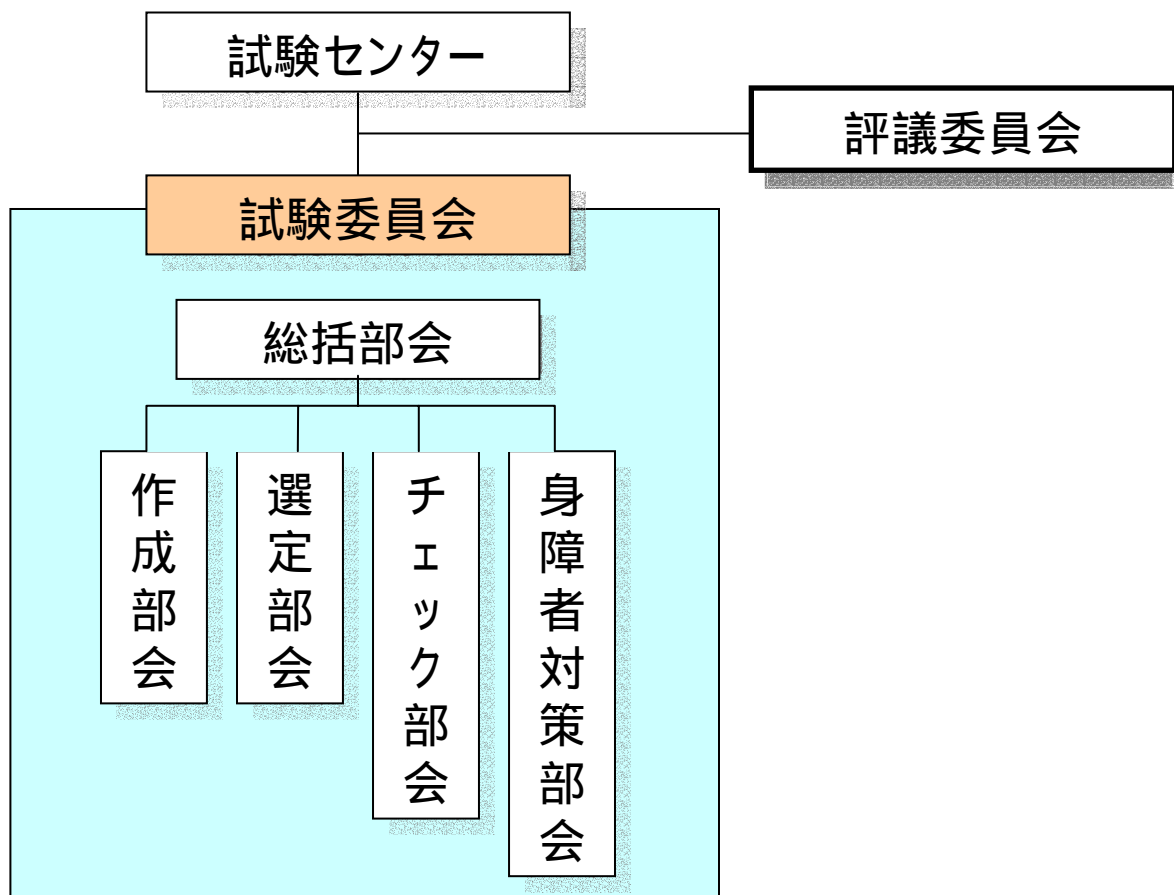 試験センター
評議委員会
試験委員会
総括部会
作成部会
選定部会
チェック部会
身障者対策部会